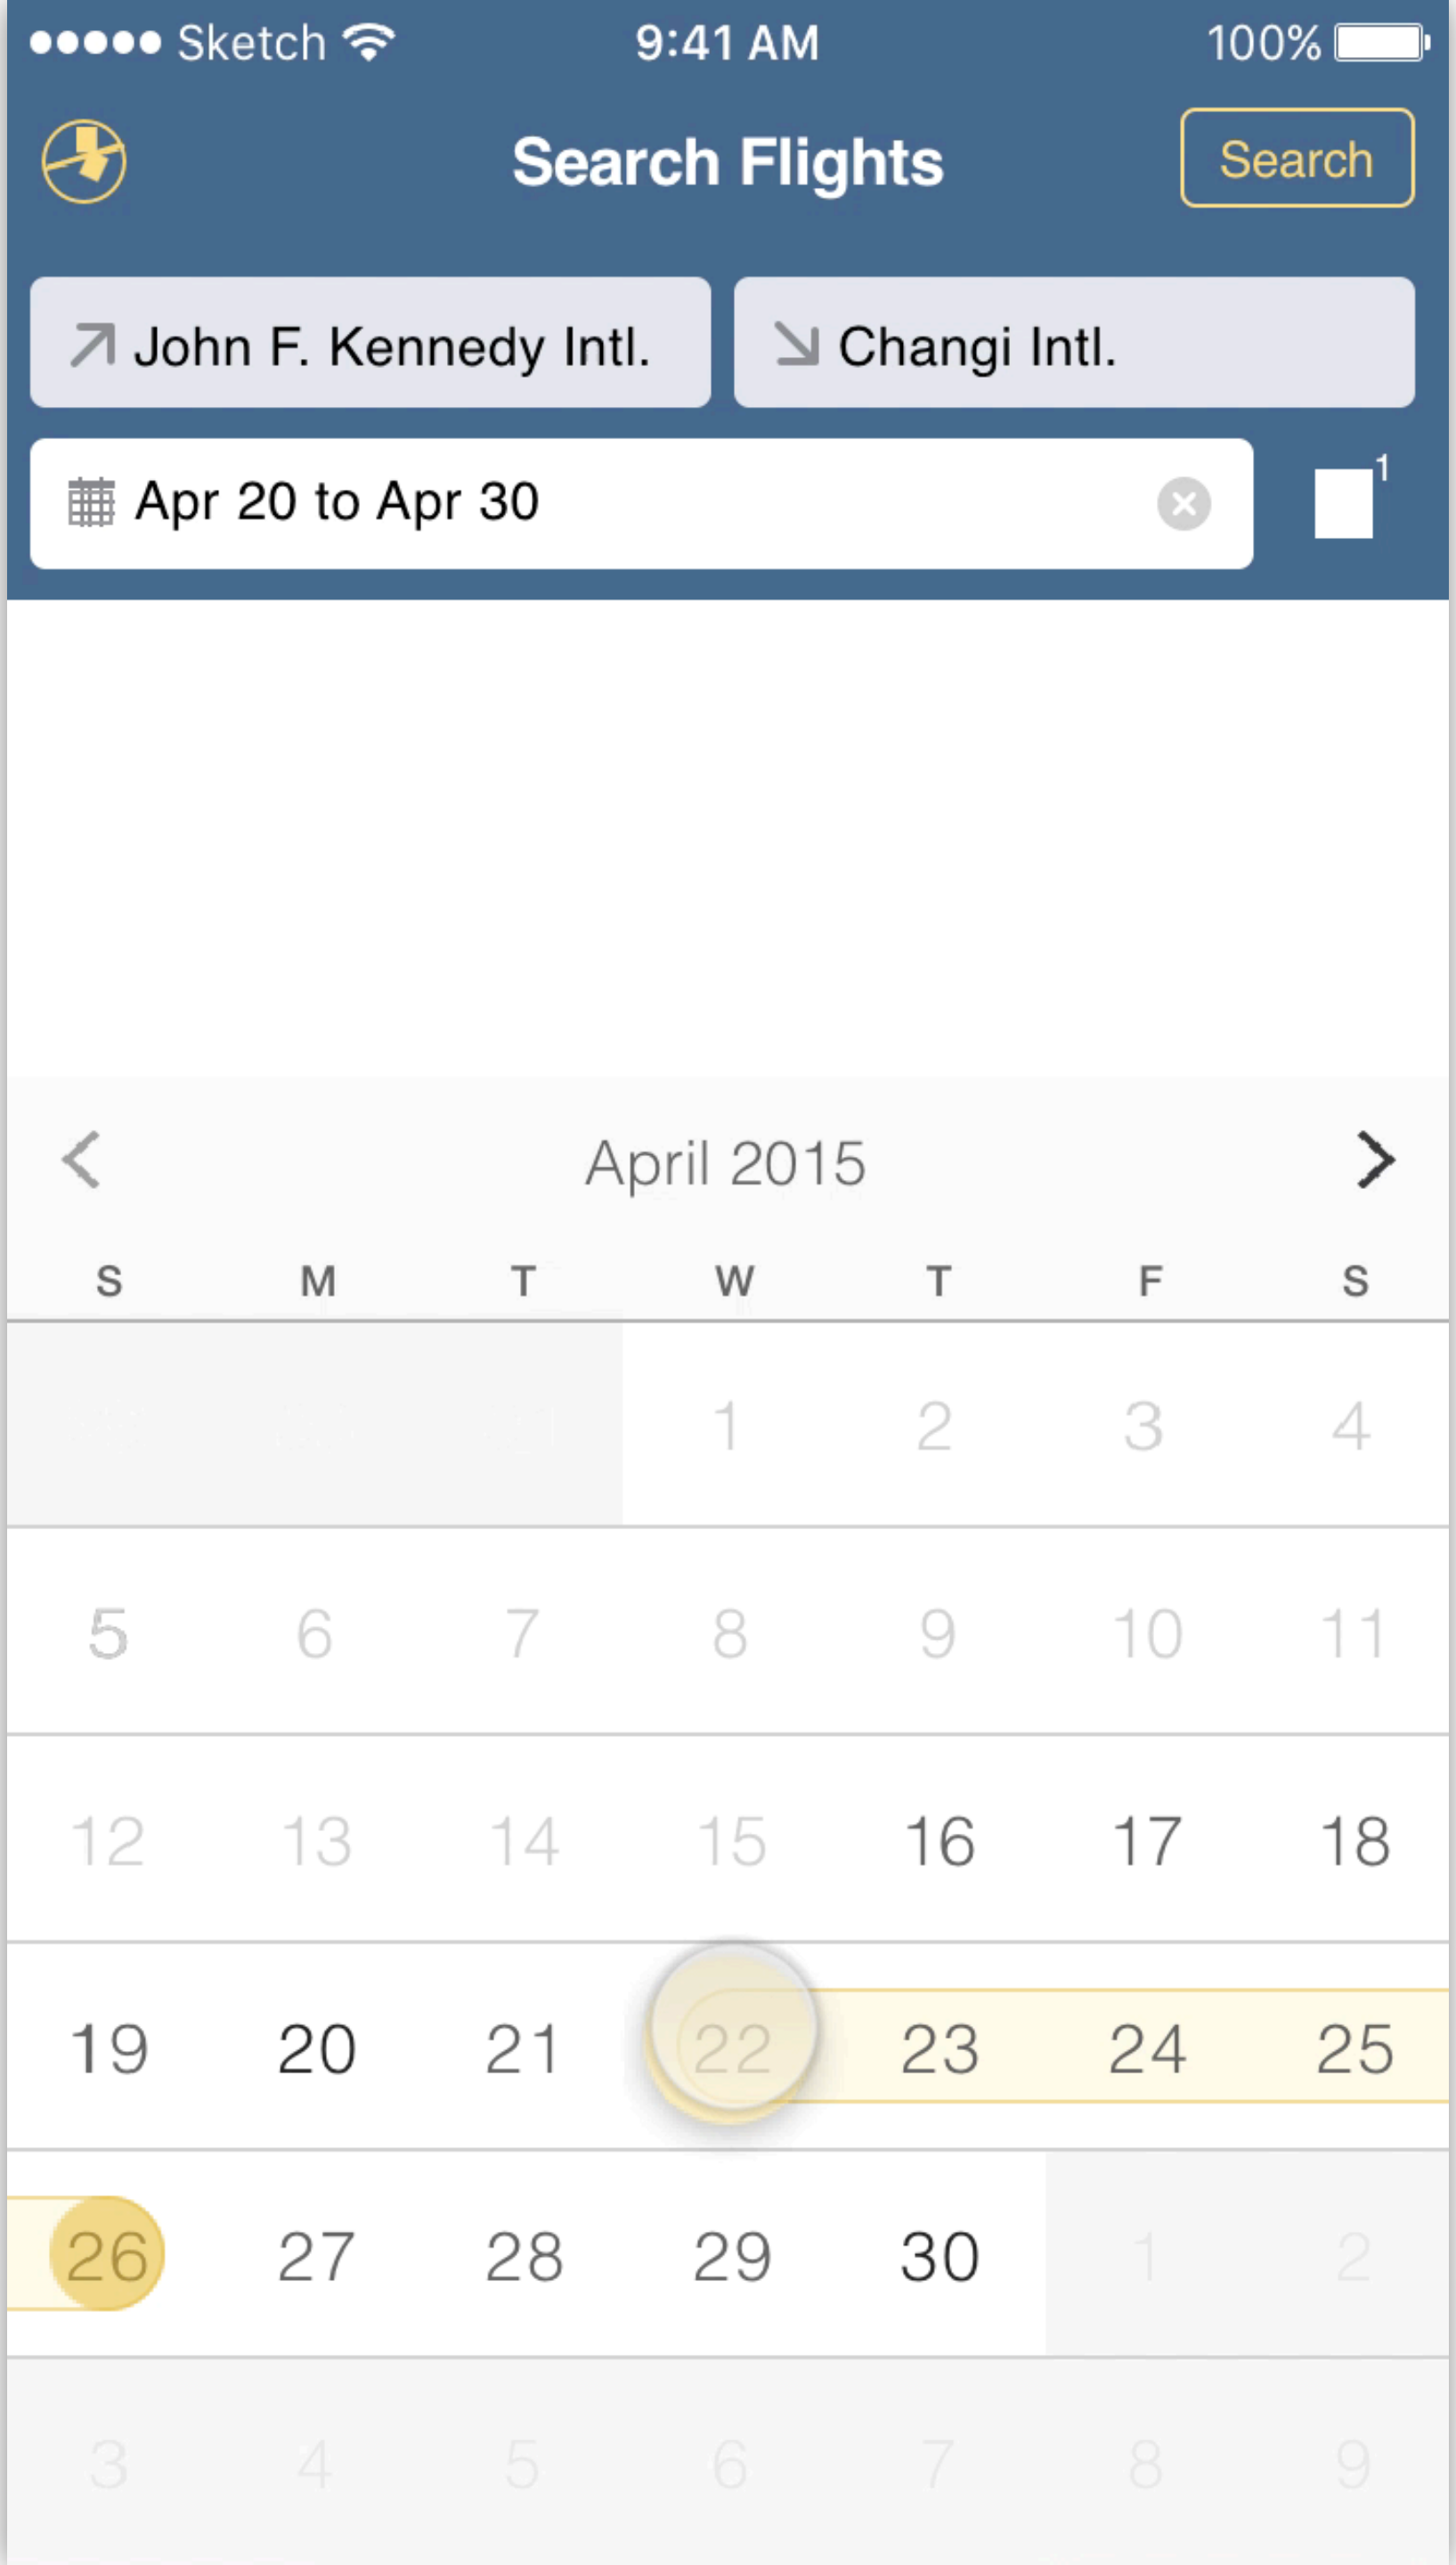 Sketch 9:41 AM 100%
Search Flights Search
John F. Kennedy Intl. Changi Intl.
Apr 20 to Apr 30 1
April 2015
S M T W T F S
1 2 3 4
5 6 7 8 9 10 11
12 13 14 15 16 17 18
19 20 21 22 23 24 25
26 27 28 29 30 1 2
3 4 5 6 7 8 9